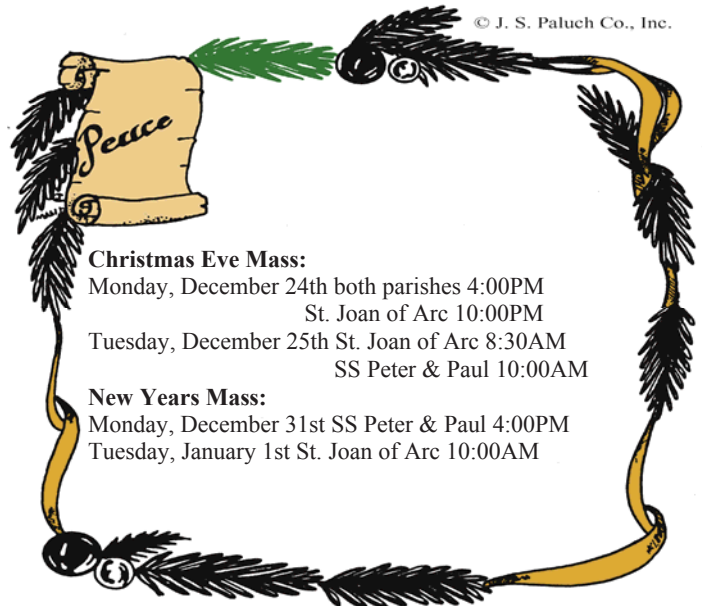 © J. S. Paluch Co., Inc.
Peace
Christmas Eve Mass:
Monday, December 24th both parishes 4:00PM
St. Joan of Arc 10:00PM
Tuesday, December 25th St. Joan of Arc 8:30AM
SS Peter & Paul 10:00AM
New Years Mass:
Monday, December 31st SS Peter & Paul 4:00PM
Tuesday, January 1st St. Joan of Arc 10:00AM